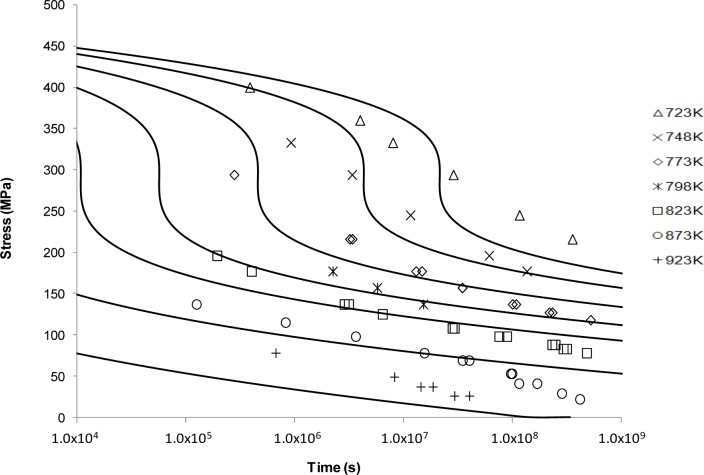 500
450
400
350
300
250
200
150
100
50
0
Stress (MPa)
1.0x10⁴ 1.0x10⁵ 1.0x10⁶ 1.0x10⁷ 1.0x10⁸ 1.0x10⁹
Time (s)
723K
748K
773K
798K
823K
873K
923K